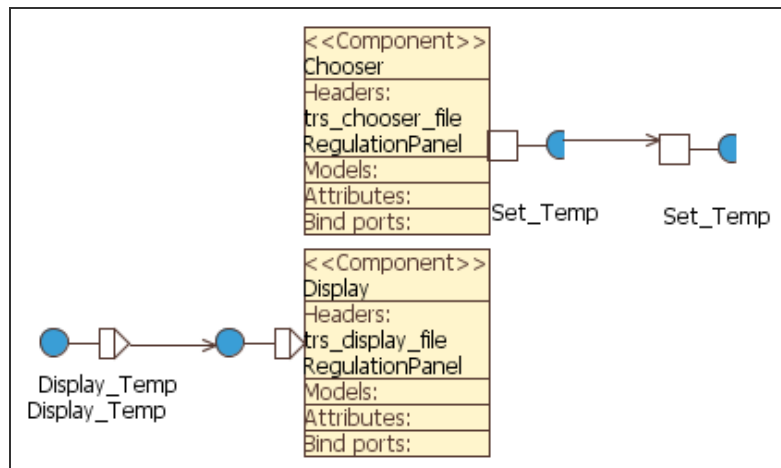 <<Component>>
Chooser
Headers:
trs_chooser_file
RegulationPanel
Models:
Attributes:
Bind ports:
Set_Temp
Set_Temp
<<Component>>
Display
Headers:
trs_display_file
RegulationPanel
Models:
Attributes:
Bind ports:
Display_Temp
Display_Temp